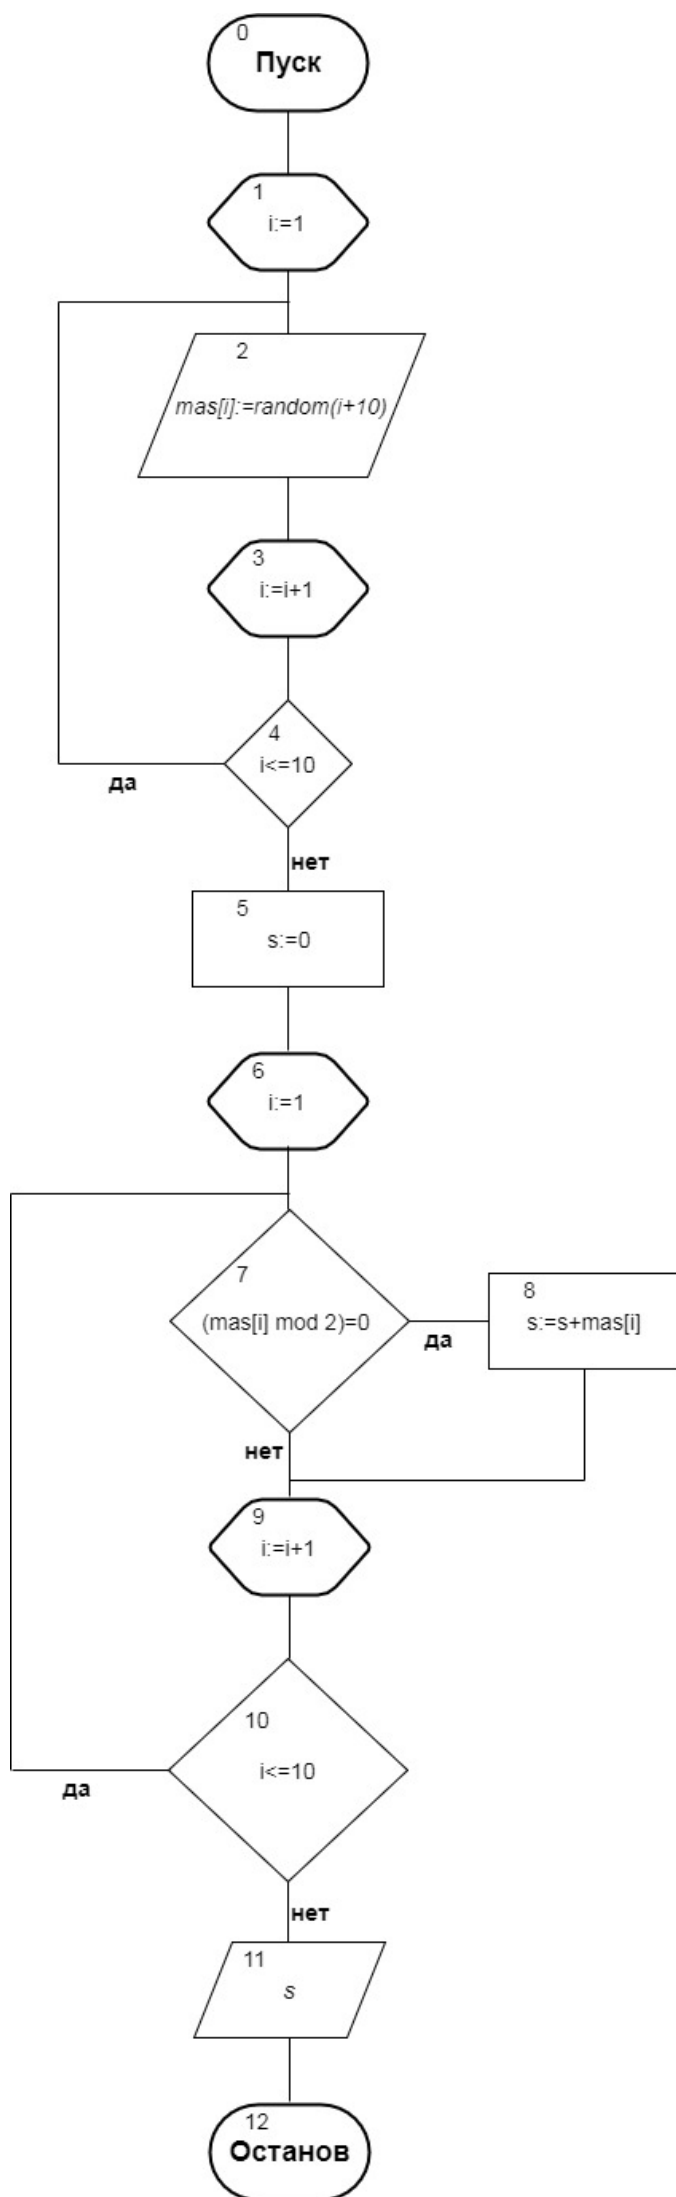 0
Пуск
1
i:=1
2
mas[i]:=random(i+10)
3
i:=i+1
4
i<=10
да
нет
5
s:=0
6
i:=1
7
(mas[i] mod 2)=0
да
8
s:=s+mas[i]
нет
9
i:=i+1
10
i<=10
да
нет
11
s
12
Останов